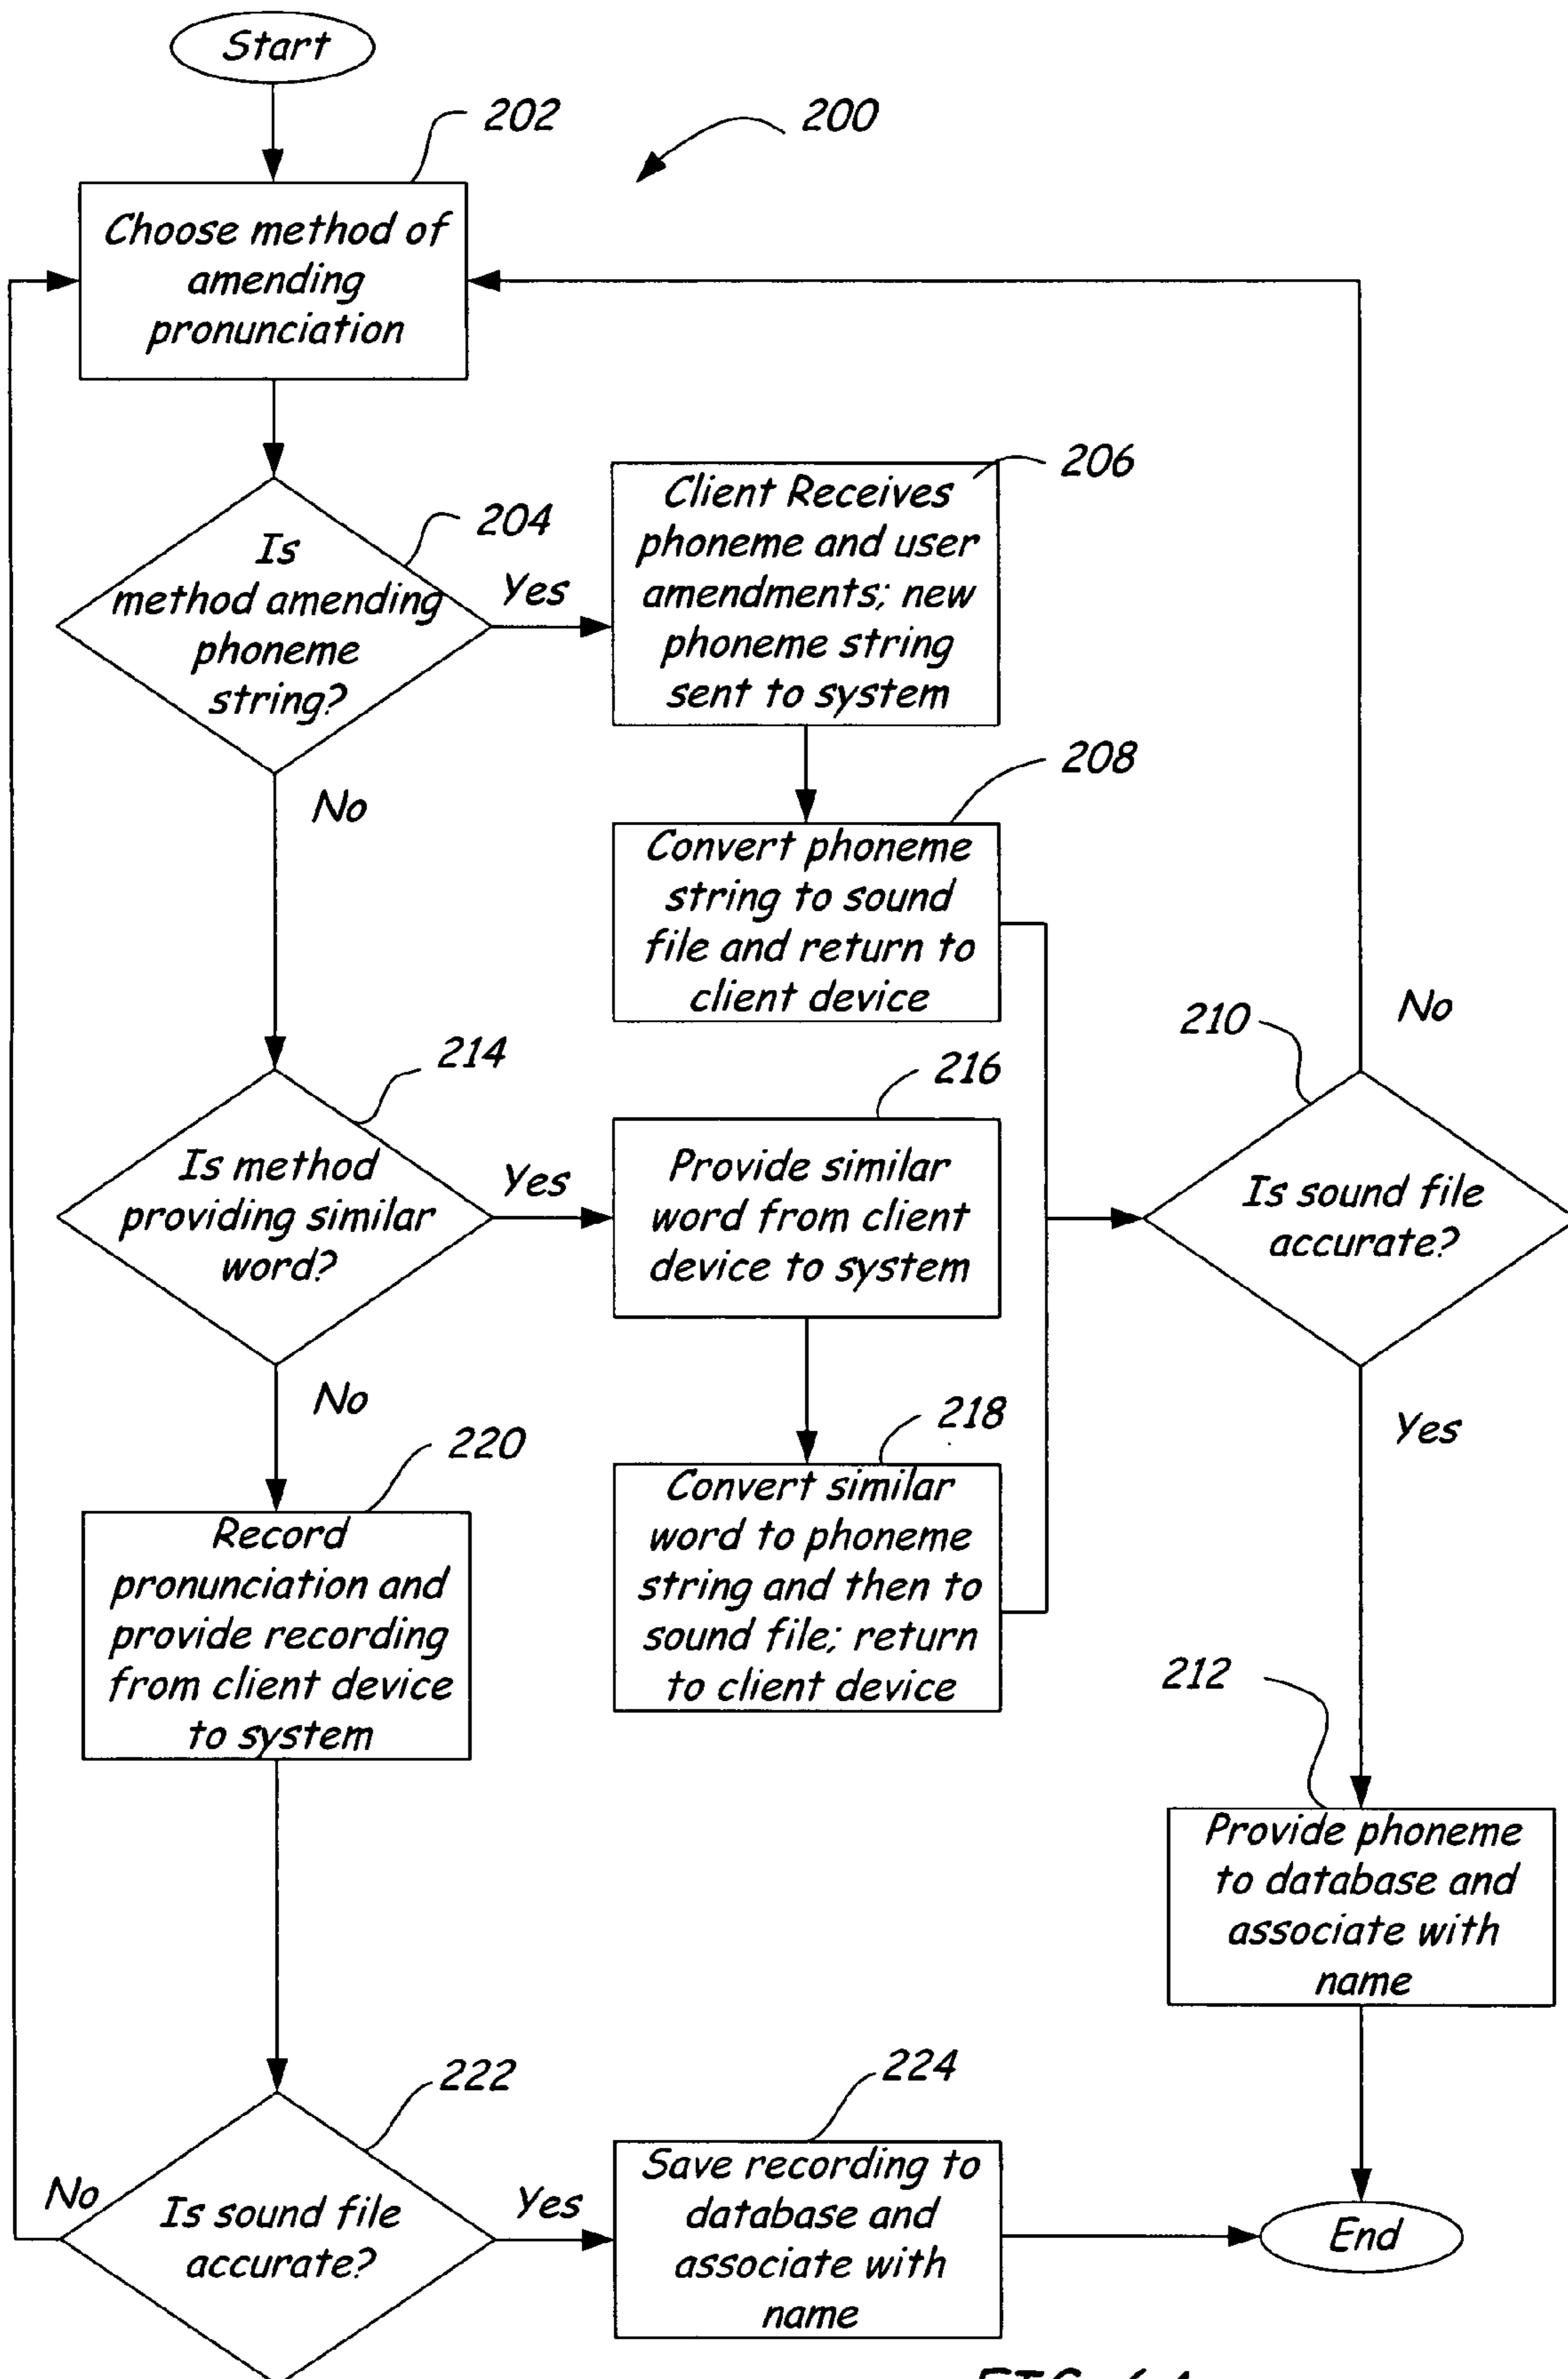 Start
202
200
Choose method of
amending
pronunciation
204
Is
method amending
phoneme
string?
Yes
206
Client Receives
phoneme and user
amendments; new
phoneme string
sent to system
No
208
Convert phoneme
string to sound
file and return to
client device
210
No
Is sound file
accurate?
214
Is method
providing similar
word?
Yes
216
Provide similar
word from client
device to system
No
218
Convert similar
word to phoneme
string and then to
sound file; return
to client device
Yes
220
Record
pronunciation and
provide recording
from client device
to system
212
Provide phoneme
to database and
associate with
name
222
No
Is sound file
accurate?
Yes
224
Save recording to
database and
associate with
name
End